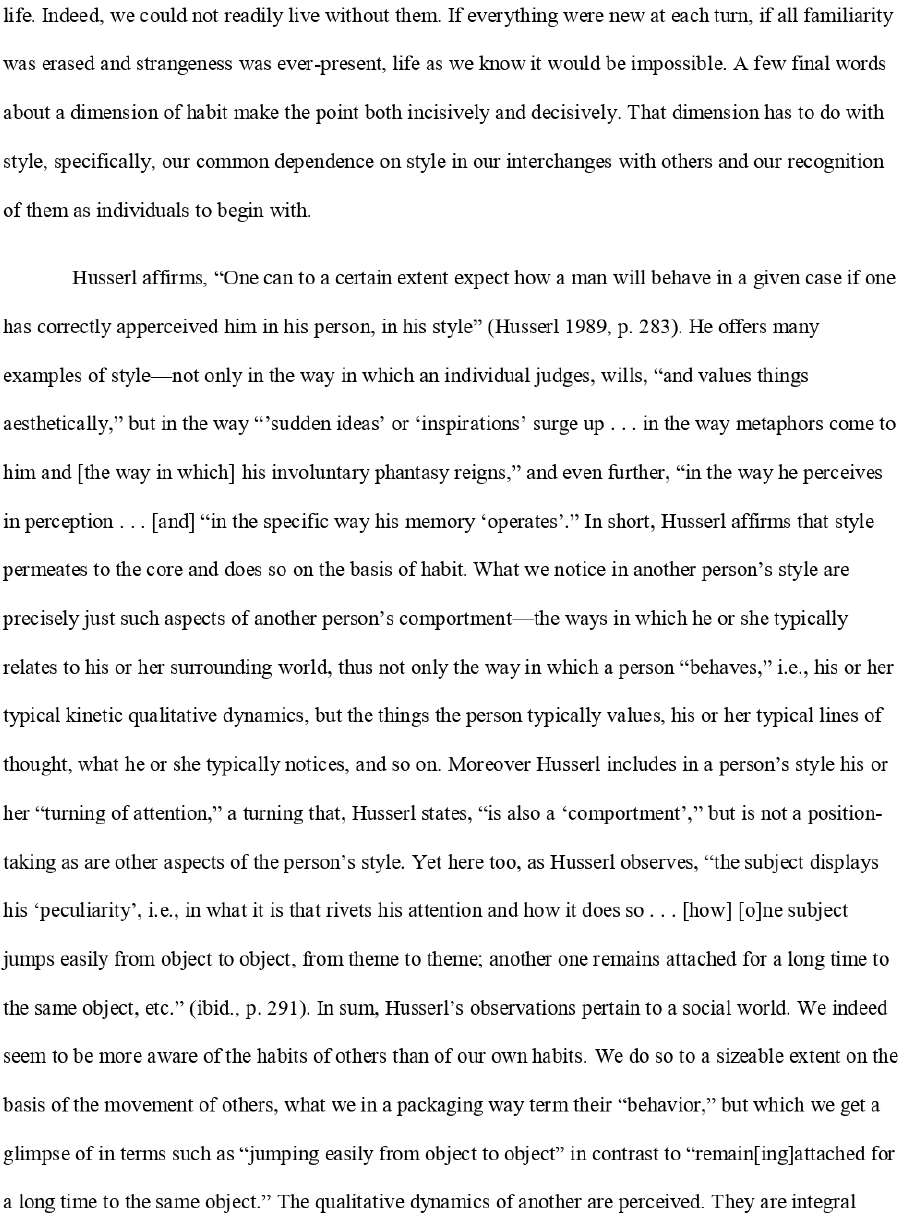 life. Indeed, we could not readily live without them. If everything were new at each turn, if all familiarity
was erased and strangeness was ever-present, life as we know it would be impossible. A few final words
about a dimension of habit make the point both incisively and decisively. That dimension has to do with
style, specifically, our common dependence on style in our interchanges with others and our recognition
of them as individuals to begin with.
Husserl affirms, “One can to a certain extent expect how a man will behave in a given case if one
has correctly apperceived him in his person, in his style” (Husserl 1989, p. 283). He offers many
examples of style—not only in the way in which an individual judges, wills, “and values things
aesthetically,” but in the way “’sudden ideas’ or ‘inspirations’ surge up . . . in the way metaphors come to
him and [the way in which] his involuntary phantasy reigns,” and even further, “in the way he perceives
in perception . . . [and] “in the specific way his memory ‘operates’.” In short, Husserl affirms that style
permeates to the core and does so on the basis of habit. What we notice in another person’s style are
precisely just such aspects of another person’s comportment—the ways in which he or she typically
relates to his or her surrounding world, thus not only the way in which a person “behaves,” i.e., his or her
typical kinetic qualitative dynamics, but the things the person typically values, his or her typical lines of
thought, what he or she typically notices, and so on. Moreover Husserl includes in a person’s style his or
her “turning of attention,” a turning that, Husserl states, “is also a ‘comportment’,” but is not a position-
taking as are other aspects of the person’s style. Yet here too, as Husserl observes, “the subject displays
his ‘peculiarity’, i.e., in what it is that rivets his attention and how it does so . . . [how] [o]ne subject
jumps easily from object to object, from theme to theme; another one remains attached for a long time to
the same object, etc.” (ibid., p. 291). In sum, Husserl’s observations pertain to a social world. We indeed
seem to be more aware of the habits of others than of our own habits. We do so to a sizeable extent on the
basis of the movement of others, what we in a packaging way term their “behavior,” but which we get a
glimpse of in terms such as “jumping easily from object to object” in contrast to “remain[ing]attached for
a long time to the same object.” The qualitative dynamics of another are perceived. They are integral